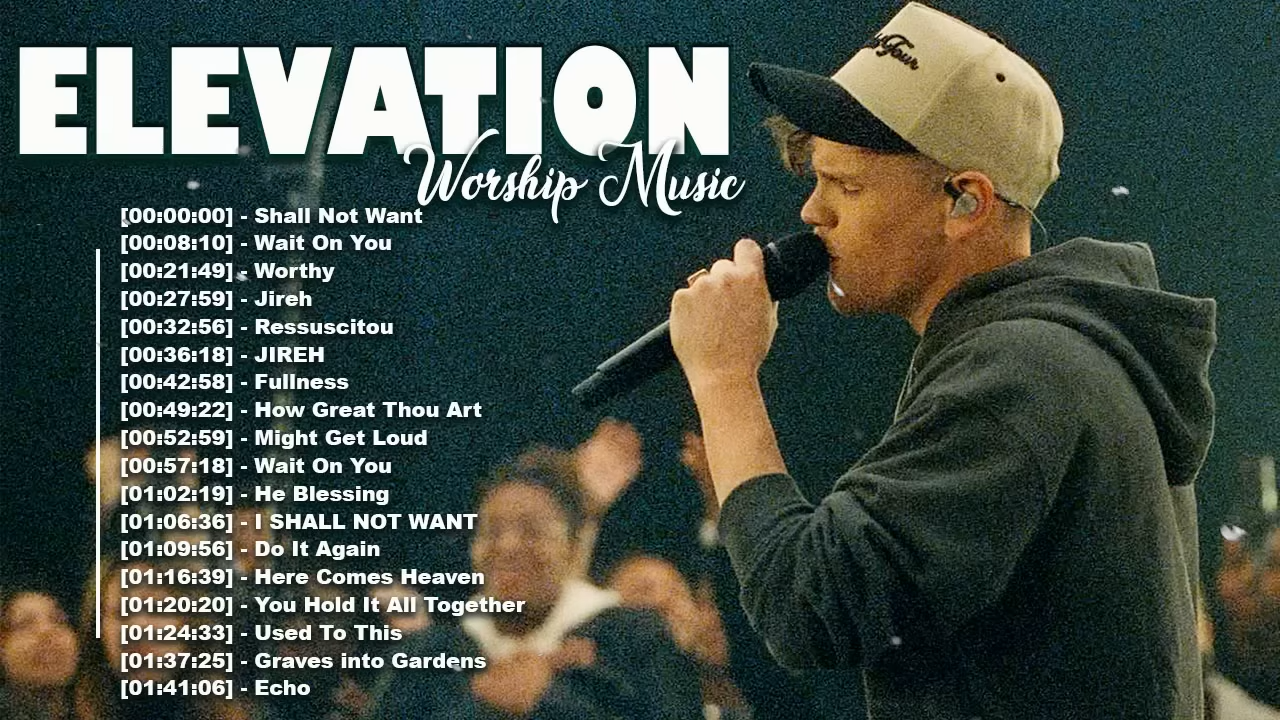 ELEVATION
Worship Music
[00:00:00] - Shall Not Want
[00:08:10] - Wait On You
[00:21:49] - Worthy
[00:27:59] - Jireh
[00:32:56] - Ressuscitou
[00:36:18] - JIREH
[00:42:58] - Fullness
[00:49:22] - How Great Thou Art
[00:52:59] - Might Get Loud
[00:57:18] - Wait On You
[01:02:19] - He Blessing
[01:06:36] - I SHALL NOT WANT
[01:09:56] - Do It Again
[01:16:39] - Here Comes Heaven
[01:20:20] - You Hold It All Together
[01:24:33] - Used To This
[01:37:25] - Graves into Gardens
[01:41:06] - Echo